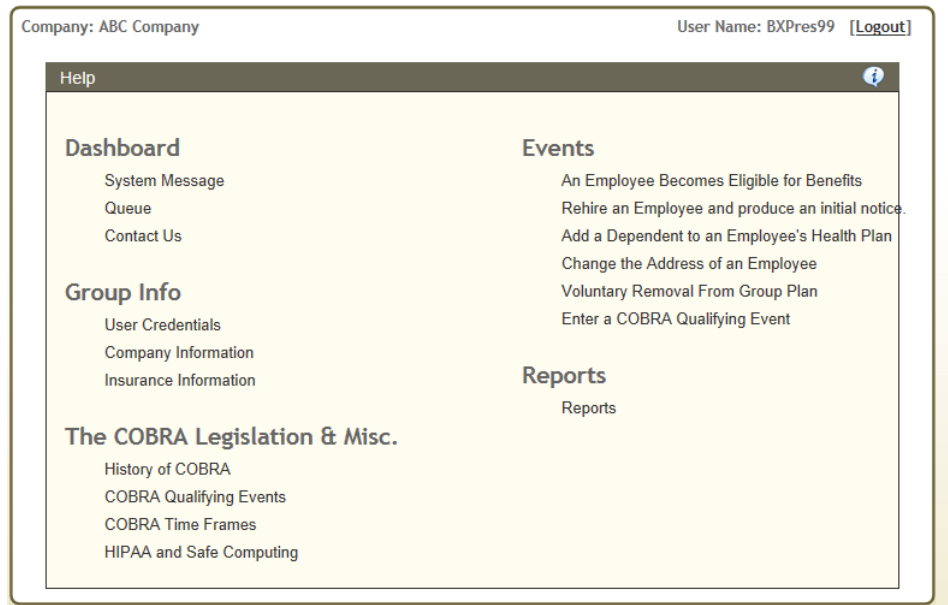 Company: ABC Company
User Name: BXPres99 [Logout]
Help
i
Dashboard
System Message
Queue
Contact Us
Group Info
User Credentials
Company Information
Insurance Information
The COBRA Legislation & Misc.
History of COBRA
COBRA Qualifying Events
COBRA Time Frames
HIPAA and Safe Computing
Events
An Employee Becomes Eligible for Benefits
Rehire an Employee and produce an initial notice.
Add a Dependent to an Employee's Health Plan
Change the Address of an Employee
Voluntary Removal From Group Plan
Enter a COBRA Qualifying Event
Reports
Reports